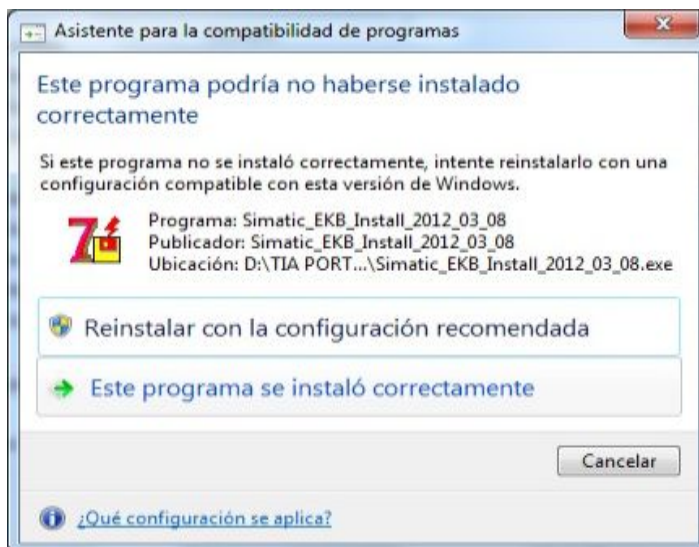 Asistente para la compatibilidad de programas
Este programa podría no haberse instalado
correctamente
Si este programa no se instaló correctamente, intente reinstalarlo con una
configuración compatible con esta versión de Windows.
Programa: Simatic_EKB_Install_2012_03_08
Publicador: Simatic_EKB_Install_2012_03_08
Ubicación: D:\TIA PORT...\Simatic_EKB_Install_2012_03_08.exe
Reinstalar con la configuración recomendada
Este programa se instaló correctamente
Cancelar
¿Qué configuración se aplica?